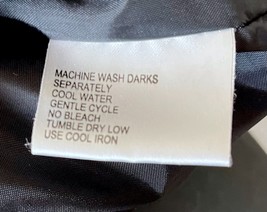 MACHINE WASH DARKS
SEPARATELY
COOL WATER
GENTLE CYCLE
NO BLEACH
TUMBLE DRY LOW
USE COOL IRON